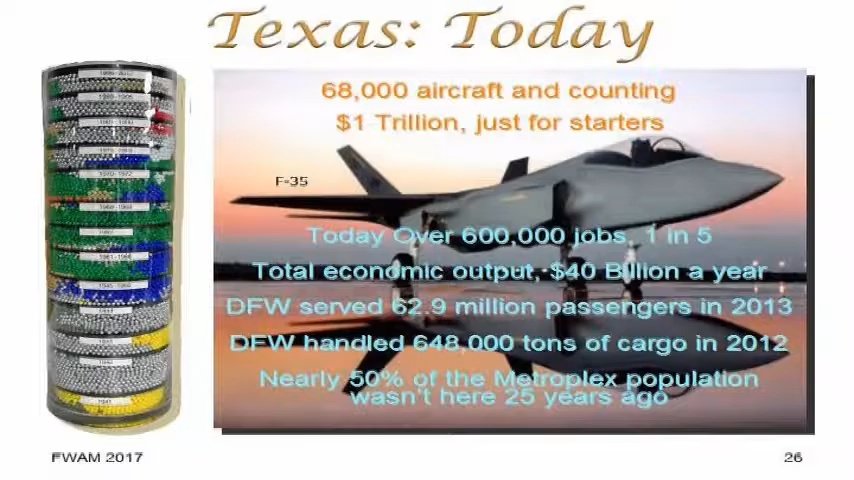 Texas: Today
68,000 aircraft and counting
$1 Trillion, just for starters
F-35
Today Over 600,000 jobs, 1 in 5
Total economic output, $40 Billion a year
DFW served 62.9 million passengers in 2013
DFW handled 648,000 tons of cargo in 2012
Nearly 50% of the Metroplex population
wasn't here 25 years ago
1941
FWAM 2017
26